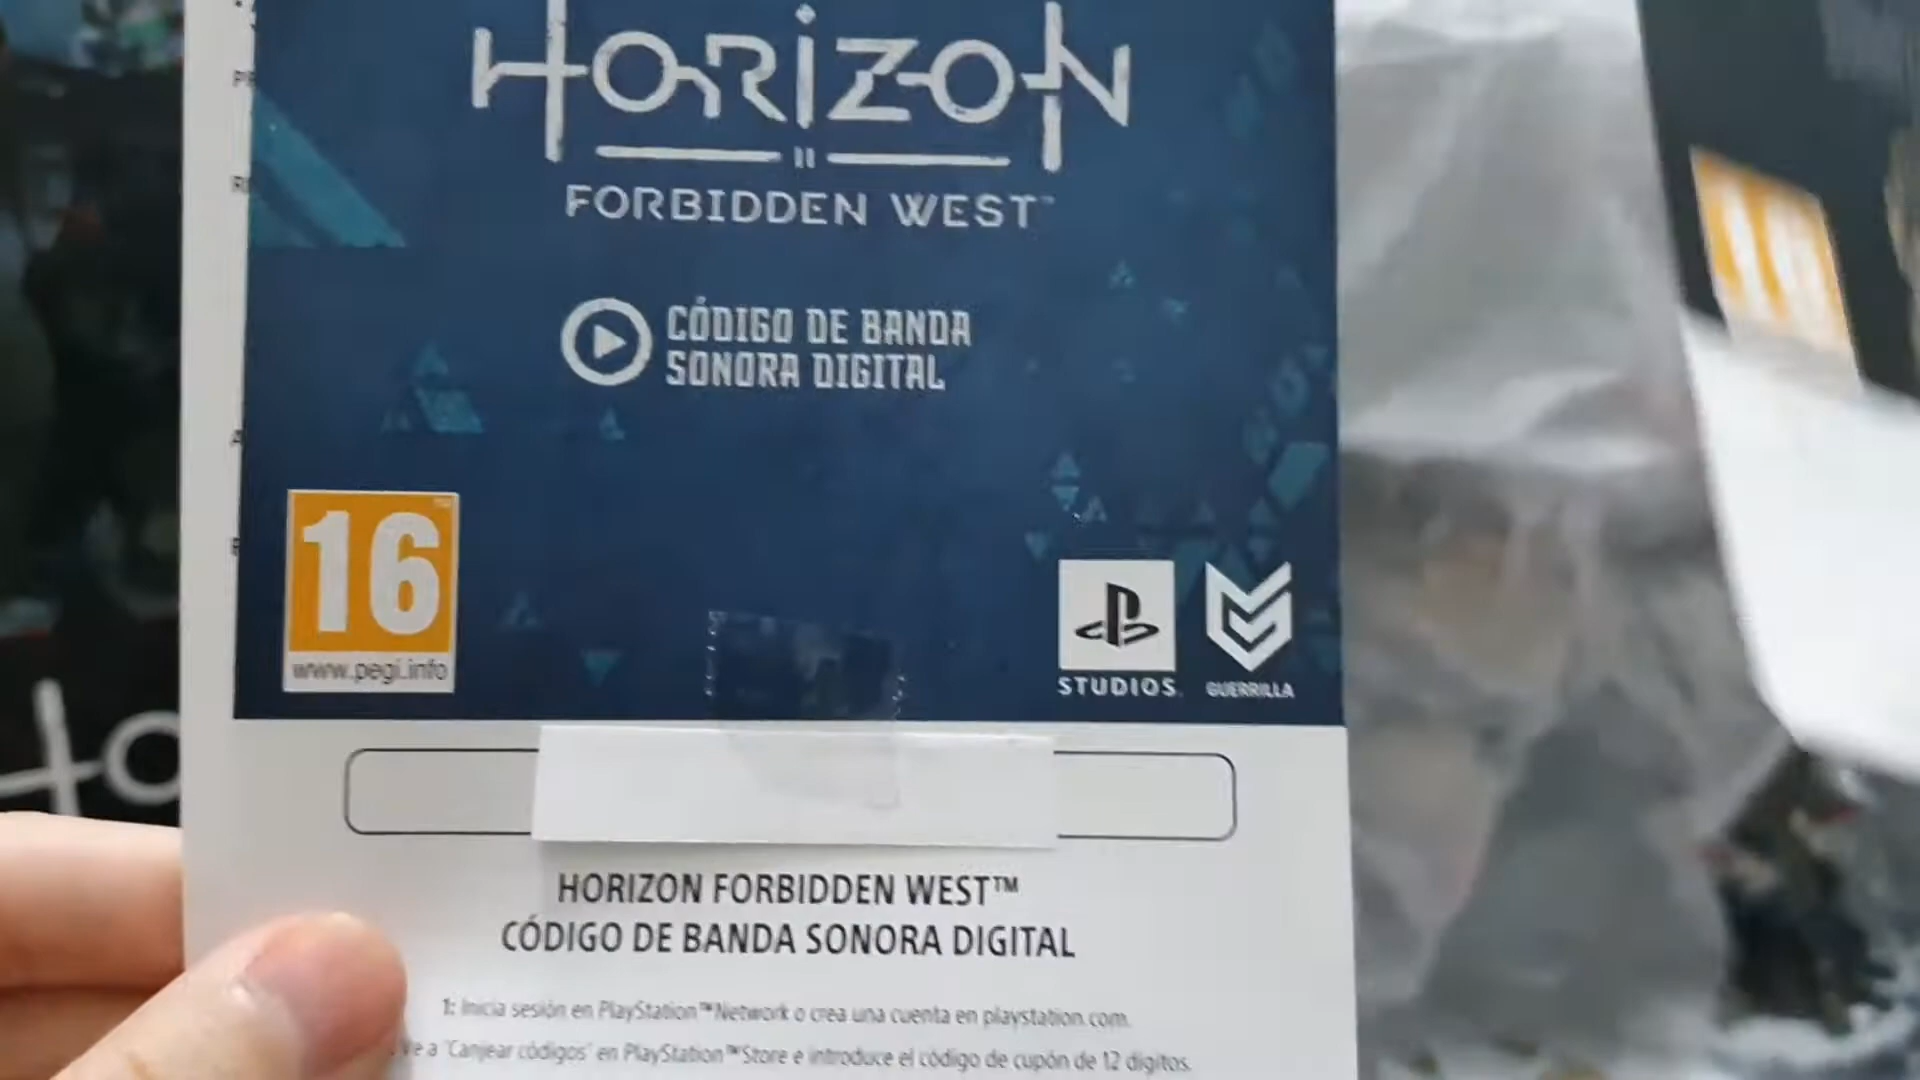 HORIZON
II
FORBIDDEN WEST™
CÓDIGO DE BANDA
SONORA DIGITAL
16
www.pegi.info
STUDIOS
GUERRILLA
HORIZON FORBIDDEN WEST™
CÓDIGO DE BANDA SONORA DIGITAL
1: Inicia sesión en PlayStation™Network o crea una cuenta en playstation.com.
Ve a 'Canjear códigos' en PlayStation™Store e introduce el código de cupón de 12 dígitos.